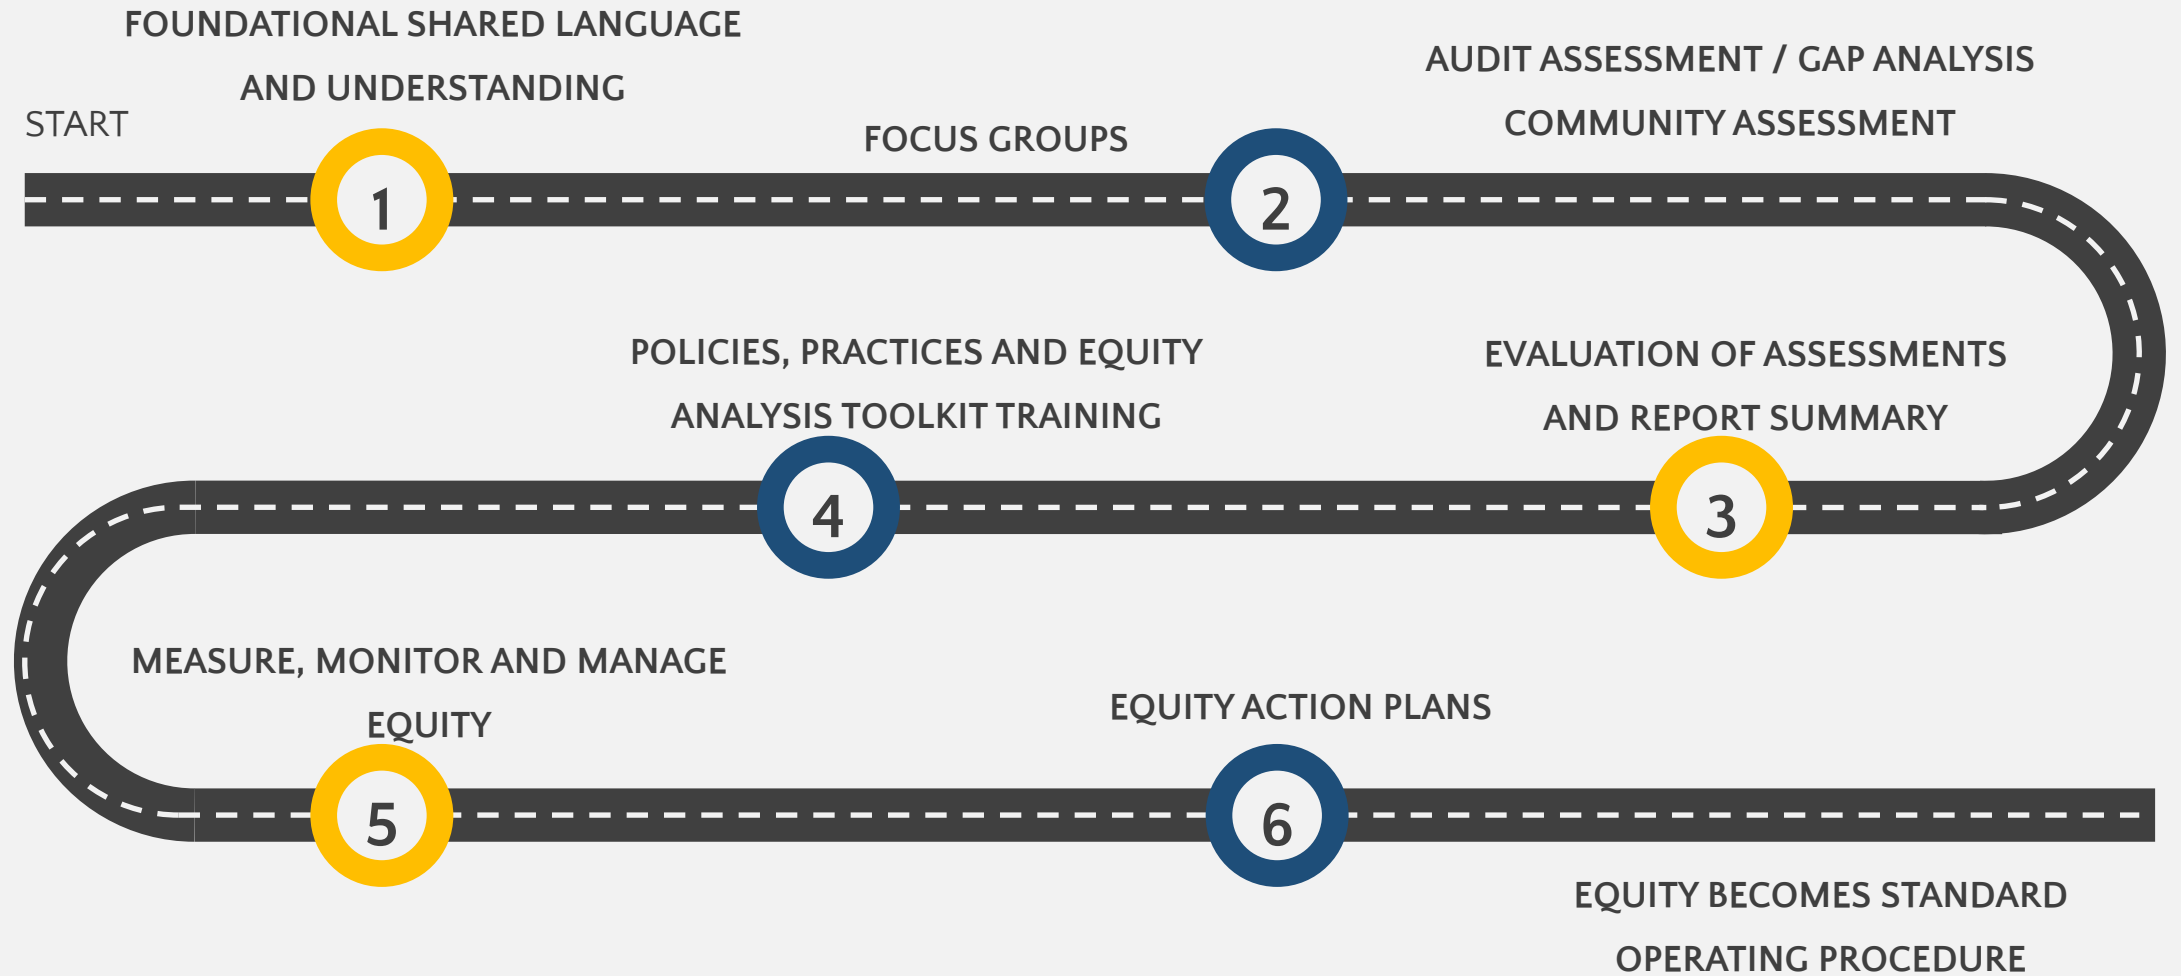 FOUNDATIONAL SHARED LANGUAGE
AND UNDERSTANDING
START
1
FOCUS GROUPS
2
AUDIT ASSESSMENT / GAP ANALYSIS
COMMUNITY ASSESSMENT
EVALUATION OF ASSESSMENTS
AND REPORT SUMMARY
3
POLICIES, PRACTICES AND EQUITY
ANALYSIS TOOLKIT TRAINING
4
MEASURE, MONITOR AND MANAGE
EQUITY
5
EQUITY ACTION PLANS
6
EQUITY BECOMES STANDARD
OPERATING PROCEDURE